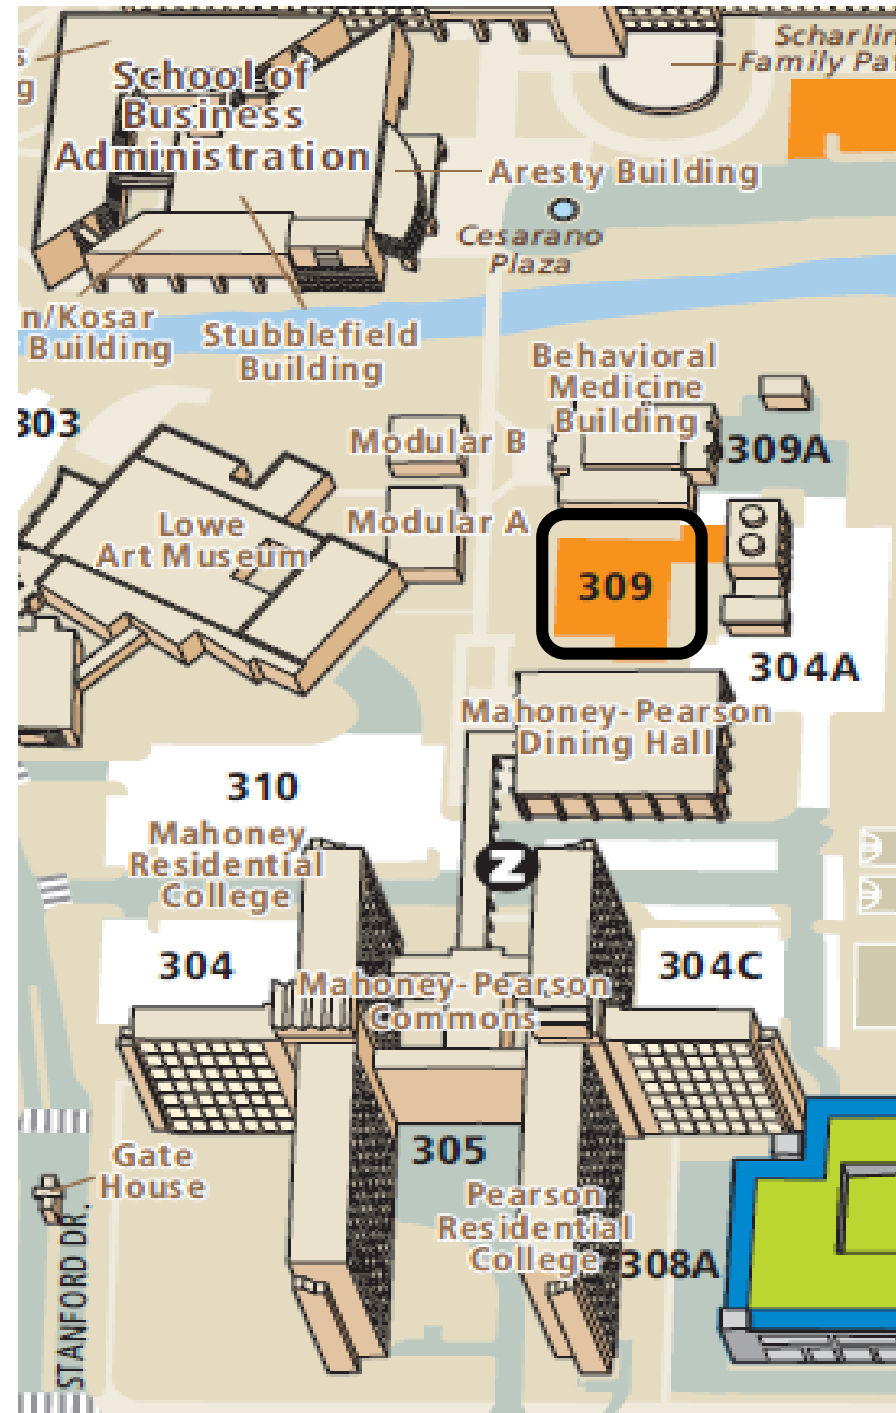 Scharlin
Family Pat
School of
Business
Administration
Aresty Building
Cesarano
Plaza
n/Kosar
Building
Stubblefield
Building
Behavioral
Medicine
Building
303
Modular B
309A
Lowe
Art Museum
Modular A
309
304A
Mahoney-Pearson
Dining Hall
310
Mahoney
Residential
College
N
304
304C
Mahoney-Pearson
Commons
305
Gate
House
Pearson
Residential
College
308A
STANFORD DR.